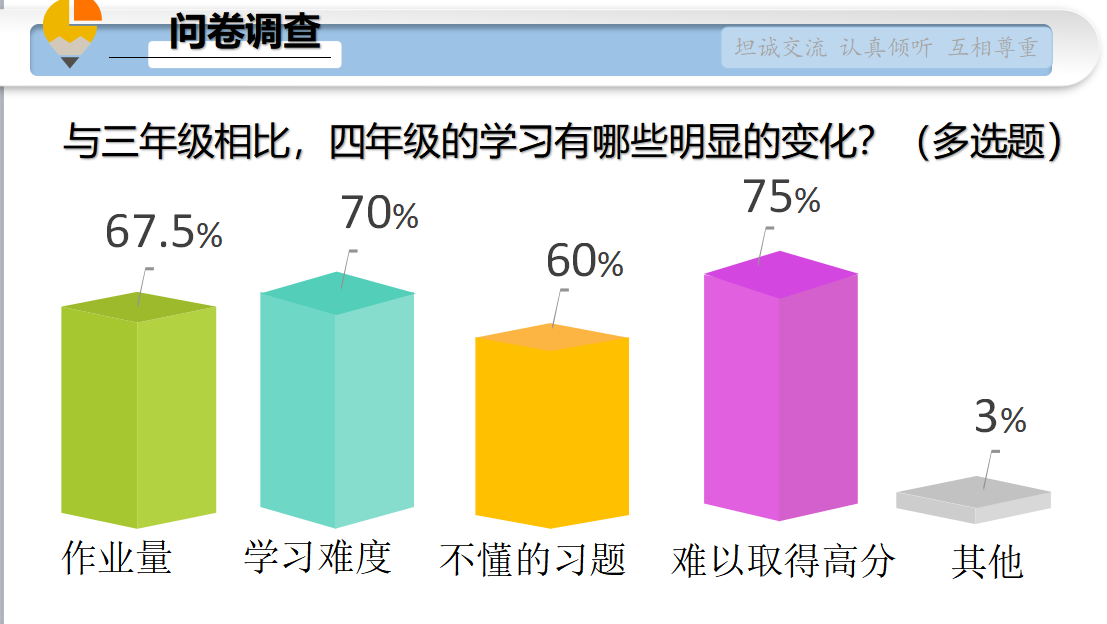 问卷调查
坦诚交流 认真倾听 互相尊重
与三年级相比，四年级的学习有哪些明显的变化？（多选题）
67.5%
70%
60%
75%
3%
作业量
学习难度
不懂的习题
难以取得高分
其他